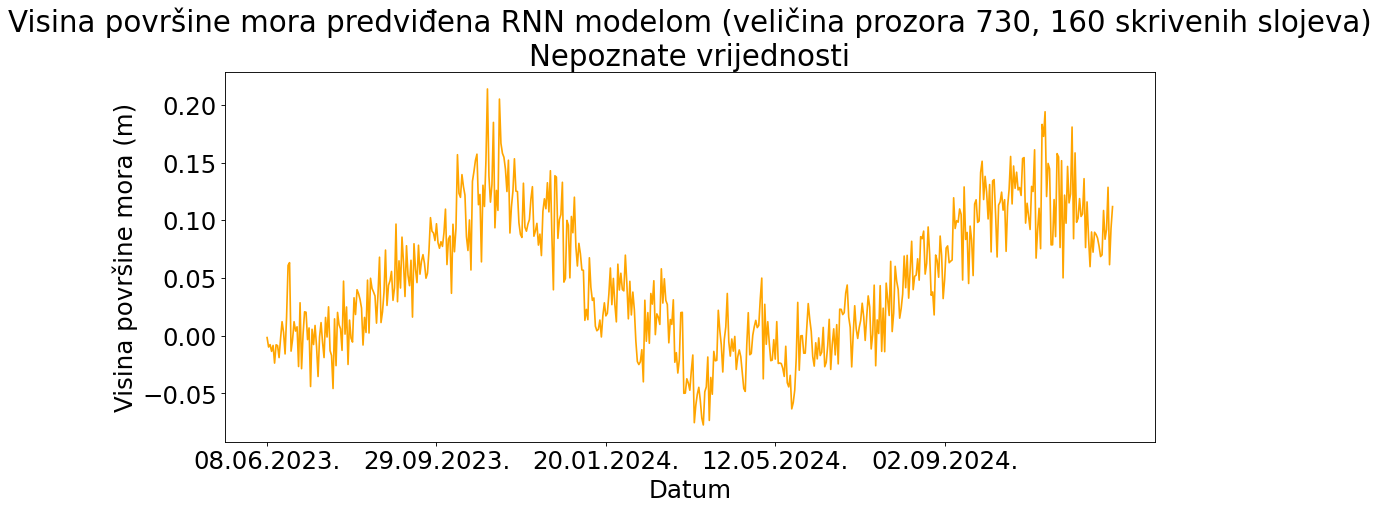 Visina površine mora predviđena RNN modelom (veličina prozora 730, 160 skrivenih slojeva)
Nepoznate vrijednosti
Visina površine mora (m)
0.20
0.15
0.10
0.05
0.00
−0.05
08.06.2023. 29.09.2023. 20.01.2024. 12.05.2024. 02.09.2024.
Datum